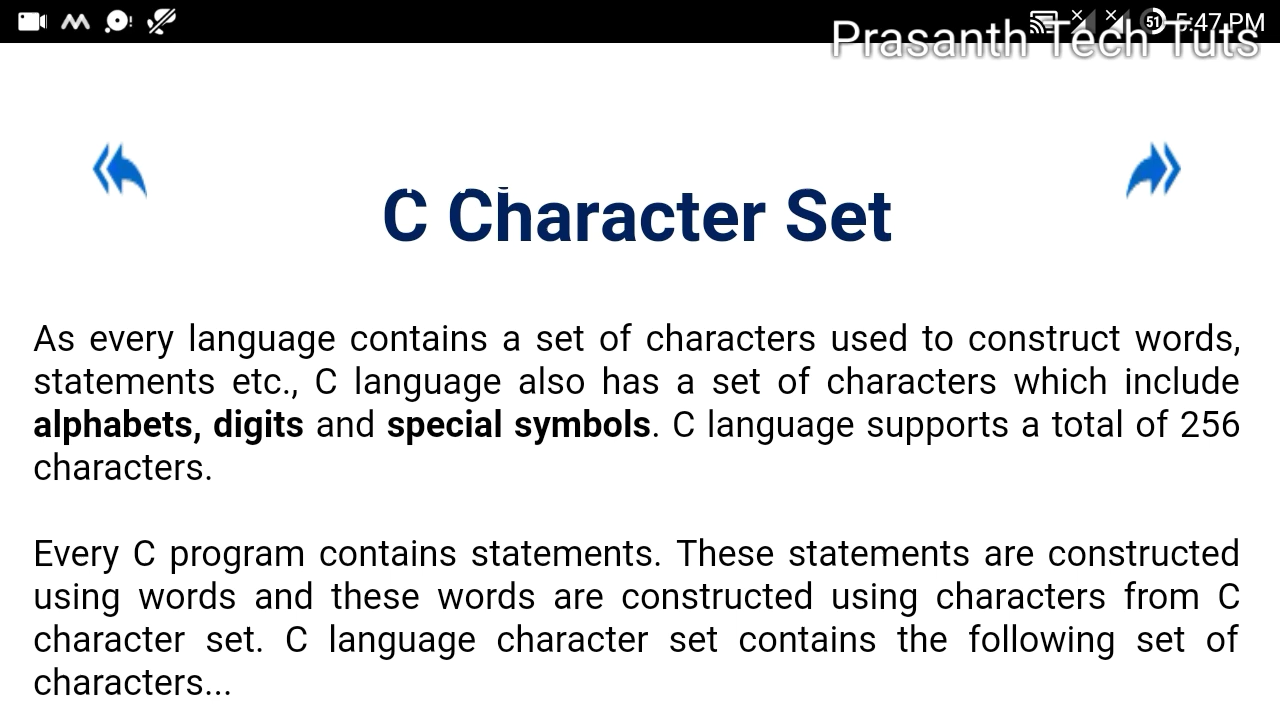 51 5:47 PM
Prasanth Tech Tuts
C Character Set
As every language contains a set of characters used to construct words,
statements etc., C language also has a set of characters which include
alphabets, digits and special symbols. C language supports a total of 256
characters.
Every C program contains statements. These statements are constructed
using words and these words are constructed using characters from C
character set. C language character set contains the following set of
characters...